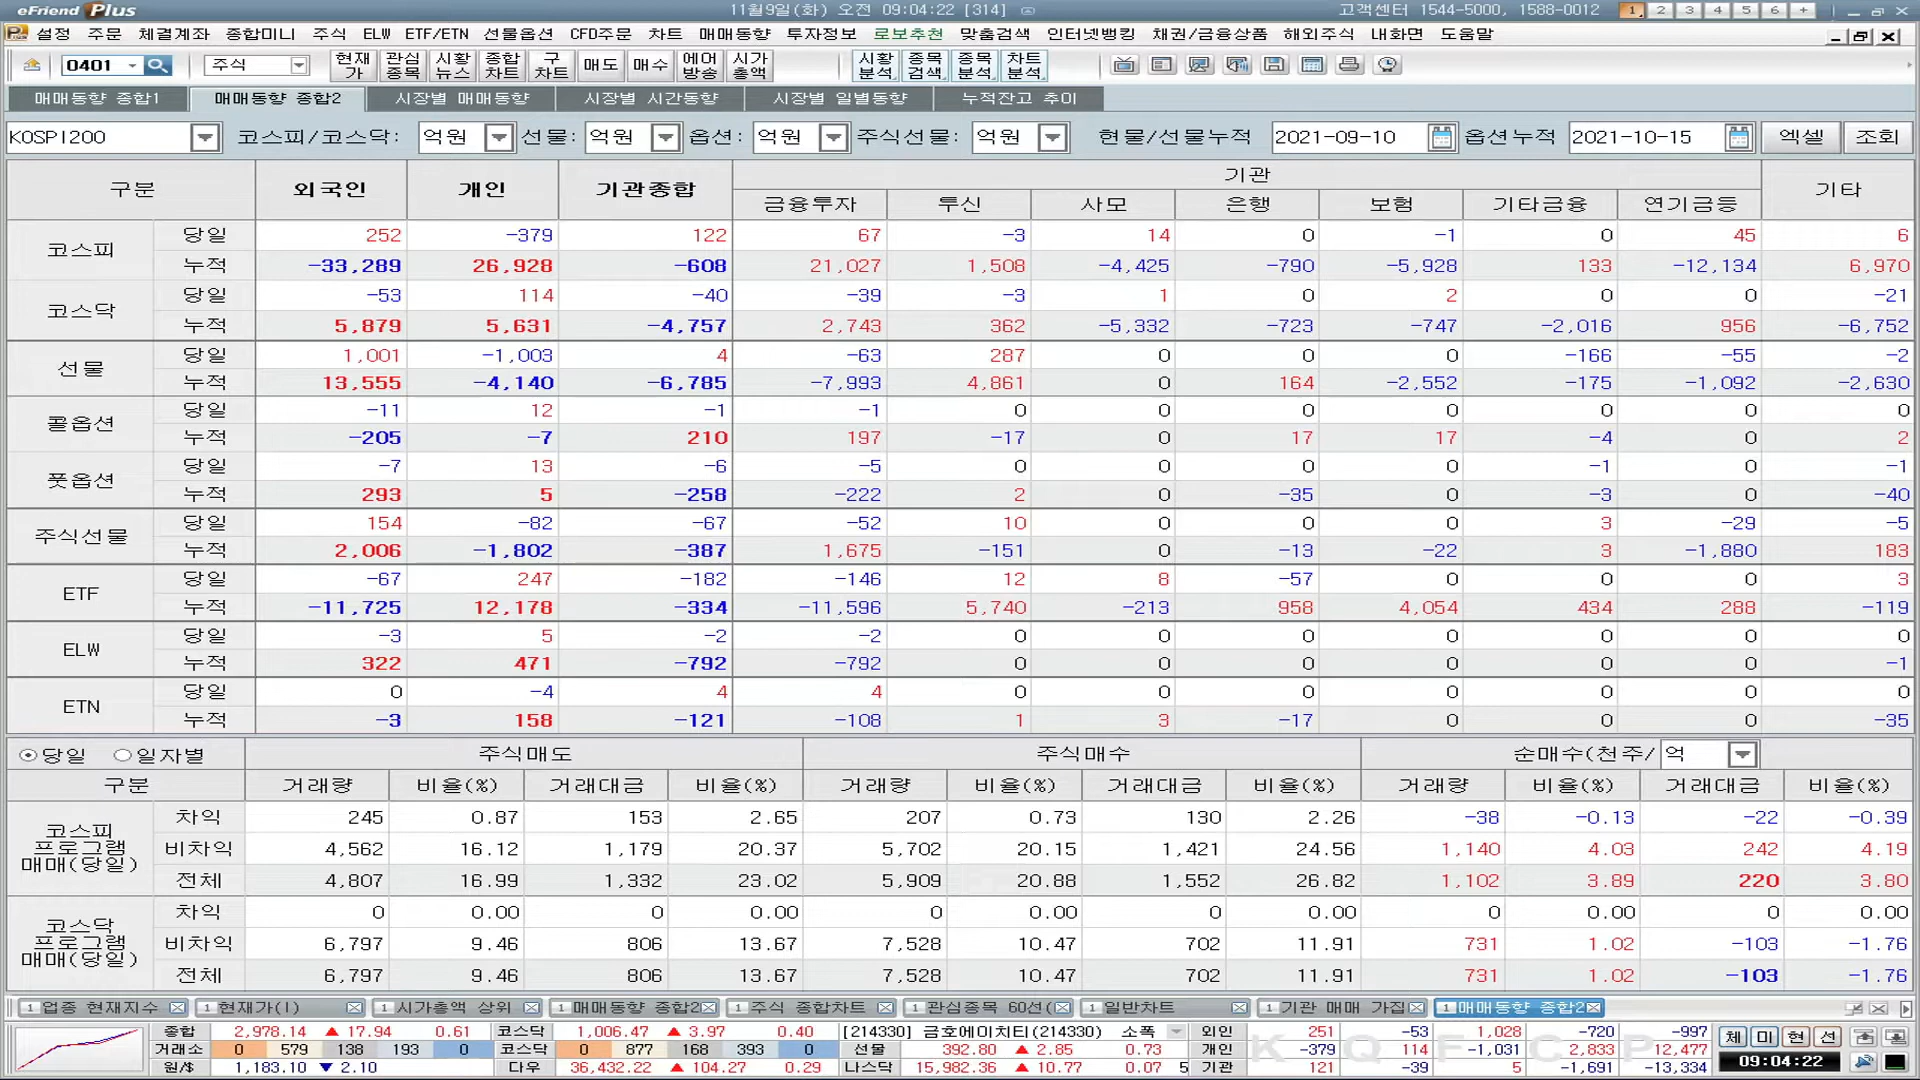 eFriend Plus 11월9일(화) 오전 09:04:22 [314] 고객센터 1544-5000, 1588-0012 1 2 3 4 5 6 +
설정 주문 체결계좌 종합미니 주식 ELW ETF/ETN 선물옵션 CFD주문 차트 매매동향 투자정보 로보추천 맞춤검색 인터넷뱅킹 채권/금융상품 해외주식 내화면 도움말
0401 주식 현재가 관심종목 시황뉴스 종합차트 구차트 매도 매수 에어방송 시가총액 시황분석 종목검색 종목분석 차트분석
매매동향 종합1 매매동향 종합2 시장별 매매동향 시장별 시간동향 시장별 일별동향 누적잔고 추이
KOSPI200 코스피/코스닥: 억원 선물: 억원 옵션: 억원 주식선물: 억원 현물/선물누적 2021-09-10 옵션누적 2021-10-15 엑셀 조회
구분 외국인 개인 기관종합 기관 기타
금융투자 투신 사모 은행 보험 기타금융 연기금등
코스피 당일 252 -379 122 67 -3 14 0 -1 0 45 6
누적 -33,289 26,928 -608 21,027 1,508 -4,425 -790 -5,928 133 -12,134 6,970
코스닥 당일 -53 114 -40 -39 -3 1 0 2 0 0 -21
누적 5,879 5,631 -4,757 2,743 362 -5,332 -723 -747 -2,016 956 -6,752
선물 당일 1,001 -1,003 4 -63 287 0 0 0 -166 -55 -2
누적 13,555 -4,140 -6,785 -7,993 4,861 0 164 -2,552 -175 -1,092 -2,630
콜옵션 당일 -11 12 -1 -1 0 0 0 0 0 0 0
누적 -205 -7 210 197 -17 0 17 17 -4 0 2
풋옵션 당일 -7 13 -6 -5 0 0 0 0 -1 0 -1
누적 293 5 -258 -222 2 0 -35 0 -3 0 -40
주식선물 당일 154 -82 -67 -52 10 0 0 0 3 -29 -5
누적 2,006 -1,802 -387 1,675 -151 0 -13 -22 3 -1,880 183
ETF 당일 -67 247 -182 -146 12 8 -57 0 0 0 3
누적 -11,725 12,178 -334 -11,596 5,740 -213 958 4,054 434 288 -119
ELW 당일 -3 5 -2 -2 0 0 0 0 0 0 0
누적 322 471 -792 -792 0 0 0 0 0 0 -1
ETN 당일 0 -4 4 4 0 0 0 0 0 0 0
누적 -3 158 -121 -108 1 3 -17 0 0 0 -35
당일 일자별 주식매도 주식매수 순매수(천주/ 억
구분 거래량 비율(%) 거래대금 비율(%) 거래량 비율(%) 거래대금 비율(%) 거래량 비율(%) 거래대금 비율(%)
코스피 프로그램 매매(당일) 차익 245 0.87 153 2.65 207 0.73 130 2.26 -38 -0.13 -22 -0.39
비차익 4,562 16.12 1,179 20.37 5,702 20.15 1,421 24.56 1,140 4.03 242 4.19
전체 4,807 16.99 1,332 23.02 5,909 20.88 1,552 26.82 1,102 3.89 220 3.80
코스닥 프로그램 매매(당일) 차익 0 0.00 0 0.00 0 0.00 0 0.00 0 0.00 0 0.00
비차익 6,797 9.46 806 13.67 7,528 10.47 702 11.91 731 1.02 -103 -1.76
전체 6,797 9.46 806 13.67 7,528 10.47 702 11.91 731 1.02 -103 -1.76
1 업종 현재지수 1 현재가(I) 1 시가총액 상위 1 매매동향 종합2 1 주식 종합차트 1 관심종목 60선( 1 일반차트 1 기관 매매 가집 1 매매동향 종합2
종합 2,978.14 ▲ 17.94 0.61 코스닥 1,006.47 ▲ 3.97 0.40 [214330] 금호에이치티(214330) 소폭 외인 251 -53 1,028 -720 -997 체 미 현 선
거래소 0 579 138 193 0 코스닥 0 877 168 393 0 선물 392.80 ▲ 2.85 0.73 개인 -379 114 -1,031 2,833 12,477
K Q F C P
원/$ 1,183.10 ▼ 2.10 다우 36,432.22 ▲ 104.27 0.29 나스닥 15,982.36 ▲ 10.77 0.07 5 기관 121 -39 5 -1,691 -13,334 09:04:22